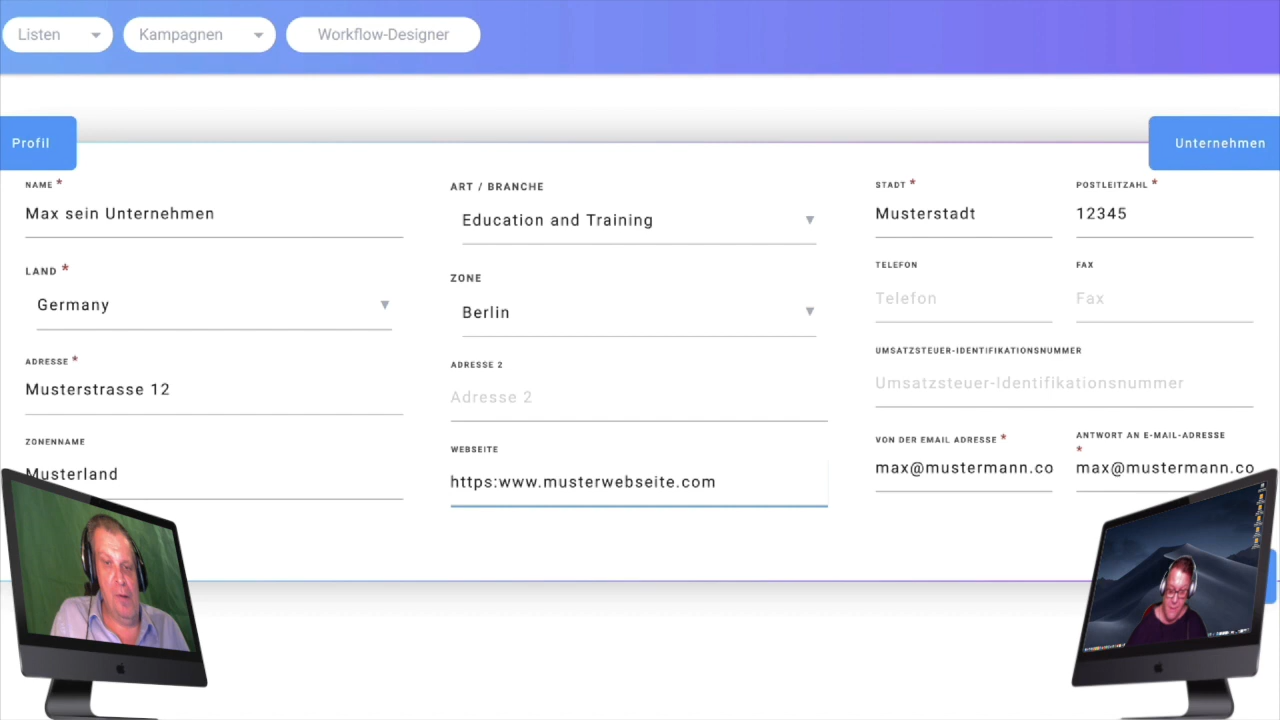 Listen
Kampagnen
Workflow-Designer
Profil
Unternehmen
NAME *
Max sein Unternehmen
LAND *
Germany
ADRESSE *
Musterstrasse 12
ZONENNAME
Musterland
ART / BRANCHE
Education and Training
ZONE
Berlin
ADRESSE 2
Adresse 2
WEBSEITE
https:www.musterwebseite.com
STADT *
Musterstadt
POSTLEITZAHL *
12345
TELEFON
Telefon
FAX
Fax
UMSATZSTEUER-IDENTIFIKATIONSNUMMER
Umsatzsteuer-Identifikationsnummer
VON DER EMAIL ADRESSE *
max@mustermann.co
ANTWORT AN E-MAIL-ADRESSE
*
max@mustermann.co